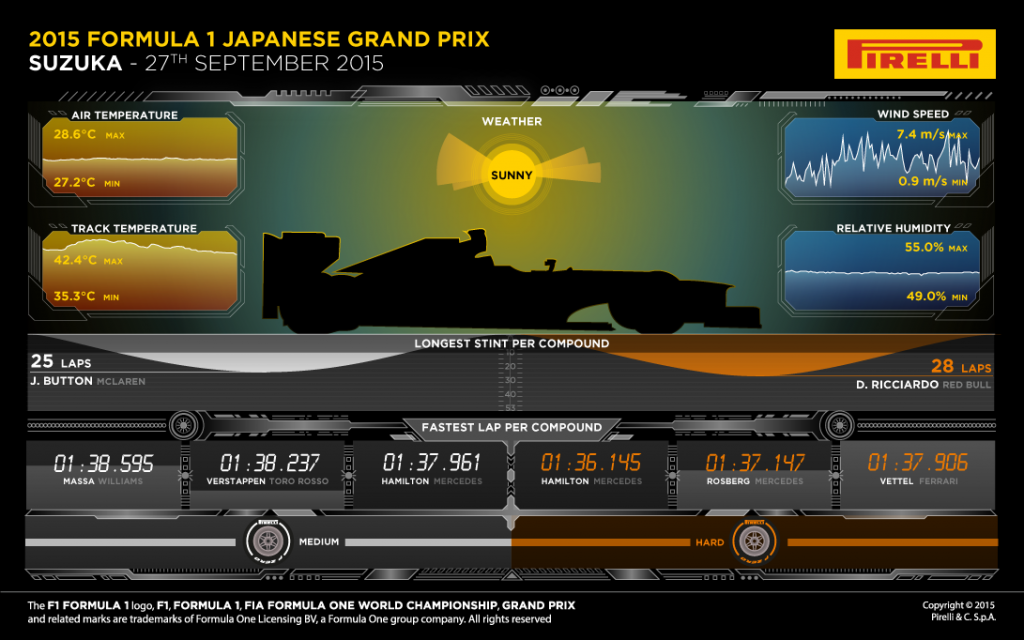 2015 FORMULA 1 JAPANESE GRAND PRIX
SUZUKA - 27TH SEPTEMBER 2015
PIRELLI
AIR TEMPERATURE
28.6°C MAX
27.2°C MIN
TRACK TEMPERATURE
42.4°C MAX
35.3°C MIN
WEATHER
SUNNY
WIND SPEED
7.4 m/s MAX
0.9 m/s MIN
RELATIVE HUMIDITY
55.0% MAX
49.0% MIN
LONGEST STINT PER COMPOUND
25 LAPS
J. BUTTON MCLAREN
10
20
30
40
53
28 LAPS
D. RICCIARDO RED BULL
FASTEST LAP PER COMPOUND
01:38.595
MASSA WILLIAMS
01:38.237
VERSTAPPEN TORO ROSSO
01:37.961
HAMILTON MERCEDES
01:36.145
HAMILTON MERCEDES
01:37.147
ROSBERG MERCEDES
01:37.906
VETTEL FERRARI
MEDIUM
HARD
The F1 FORMULA 1 logo, F1, FORMULA 1, FIA FORMULA ONE WORLD CHAMPIONSHIP, GRAND PRIX
and related marks are trademarks of Formula One Licensing BV, a Formula One group company. All rights reserved
Copyright © 2015
Pirelli & C. S.p.A.